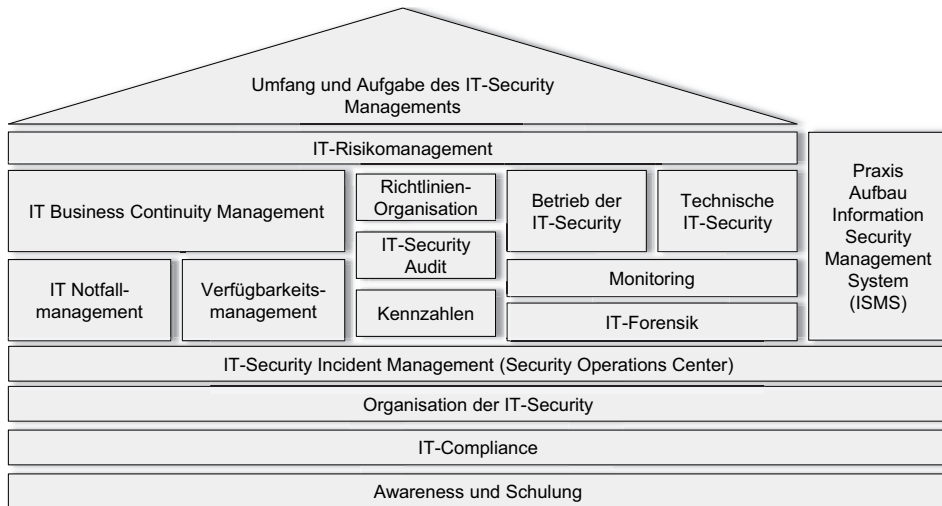 Umfang und Aufgabe des IT-Security
Managements
IT-Risikomanagement
IT Business Continuity Management
Richtlinien-
Organisation
Betrieb der
IT-Security
Technische
IT-Security
IT-Security
Audit
IT Notfall-
management
Verfügbarkeits-
management
Kennzahlen
Monitoring
IT-Forensik
Praxis
Aufbau
Information
Security
Management
System
(ISMS)
IT-Security Incident Management (Security Operations Center)
Organisation der IT-Security
IT-Compliance
Awareness und Schulung